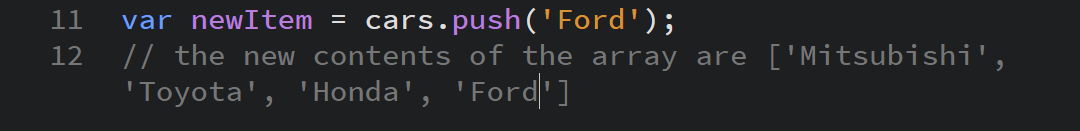 11 var newItem = cars.push('Ford');
12 // the new contents of the array are ['Mitsubishi',
'Toyota', 'Honda', 'Ford']